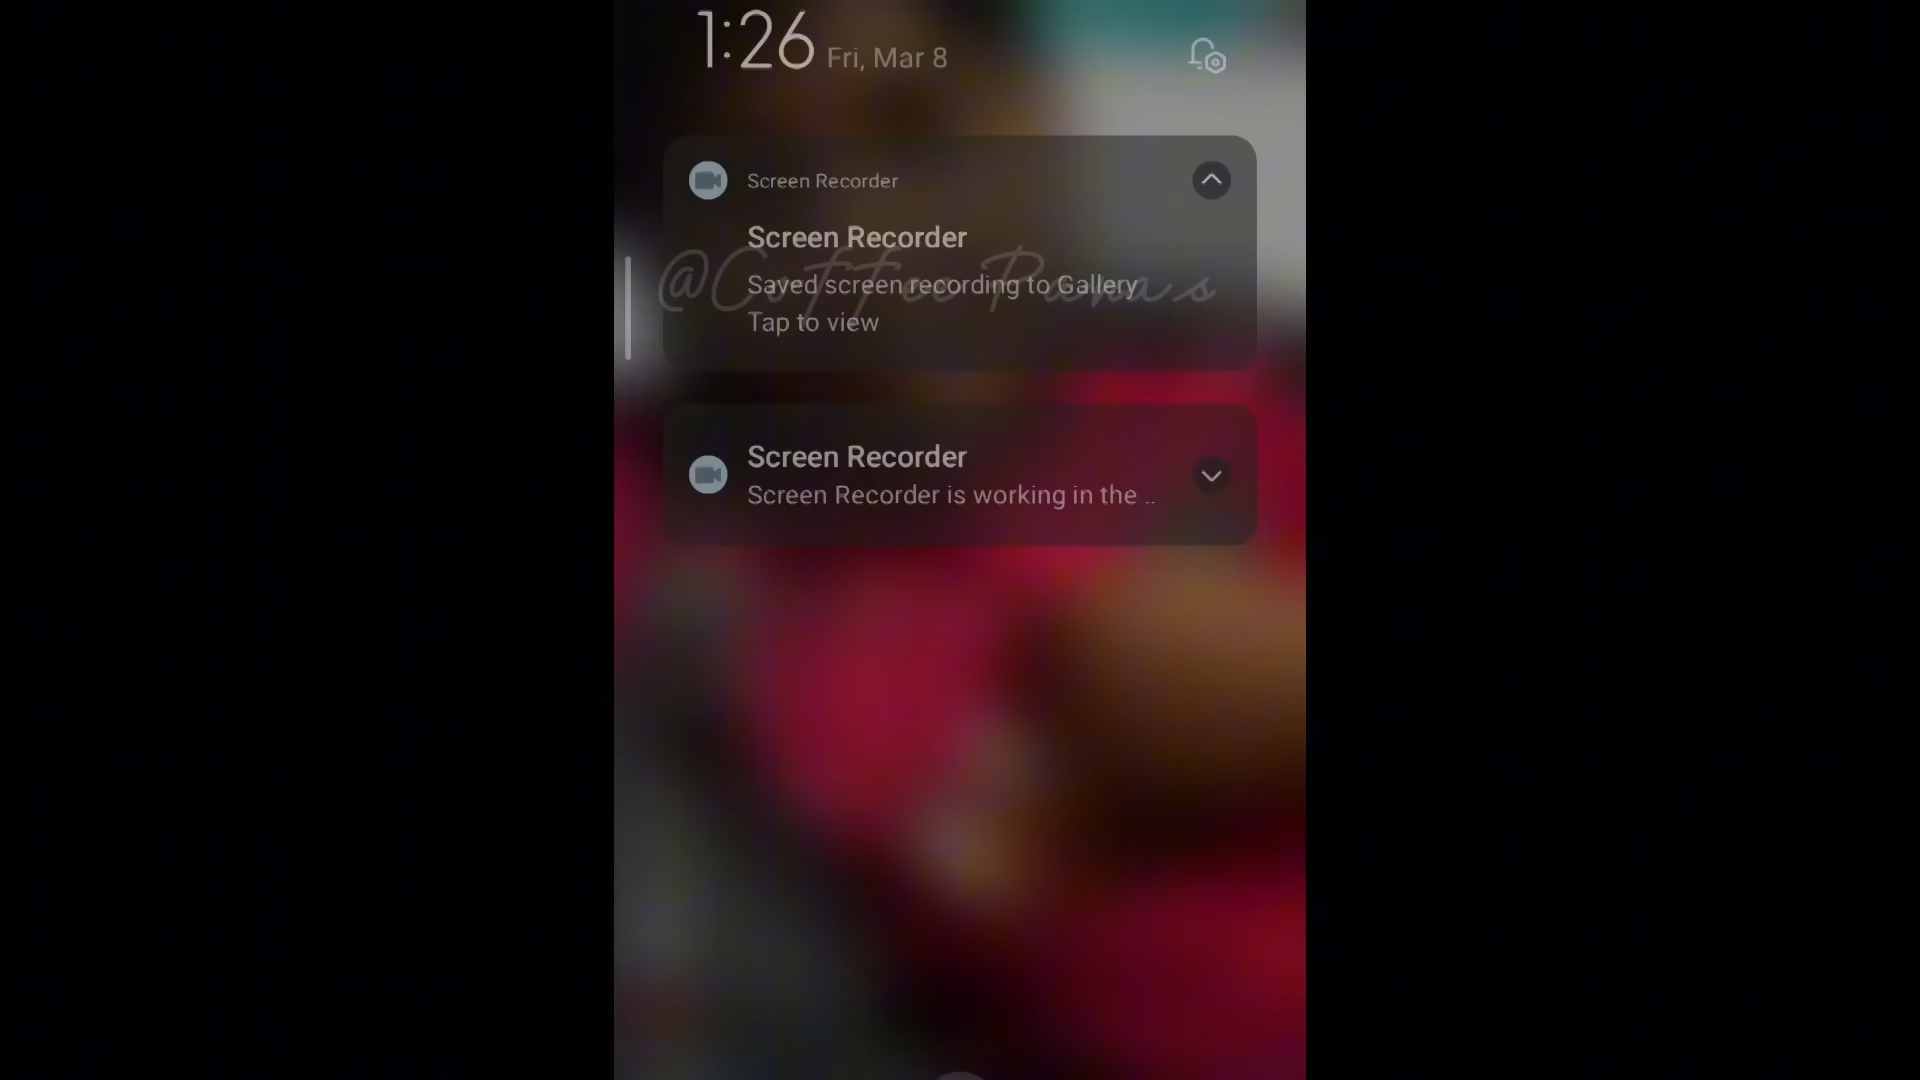 1:26 Fri, Mar 8
Screen Recorder
Screen Recorder
@Coffee
Saved screen recording to Gallery
Tap to view
Screen Recorder
Screen Recorder is working in the ..